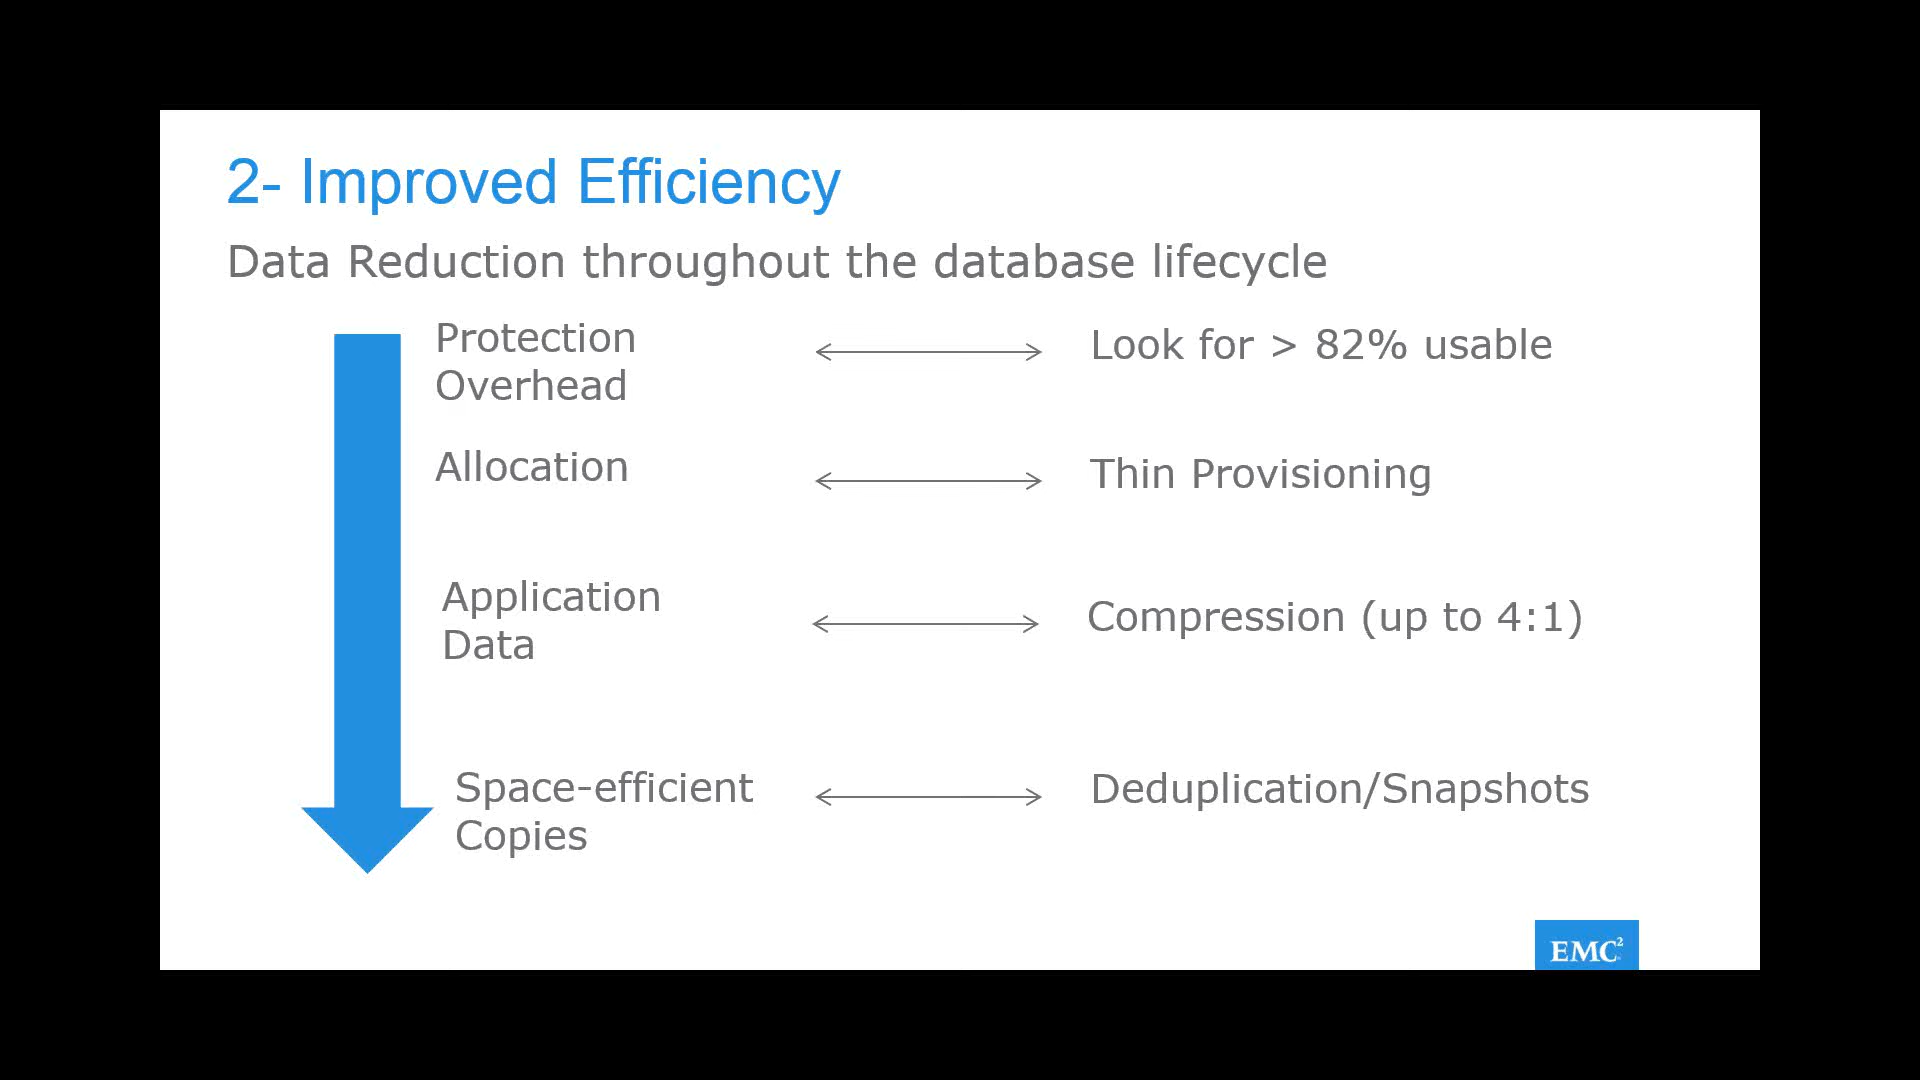 2- Improved Efficiency
Data Reduction throughout the database lifecycle
Protection
Overhead
Look for > 82% usable
Allocation
Thin Provisioning
Application
Data
Compression (up to 4:1)
Space-efficient
Copies
Deduplication/Snapshots
EMC²